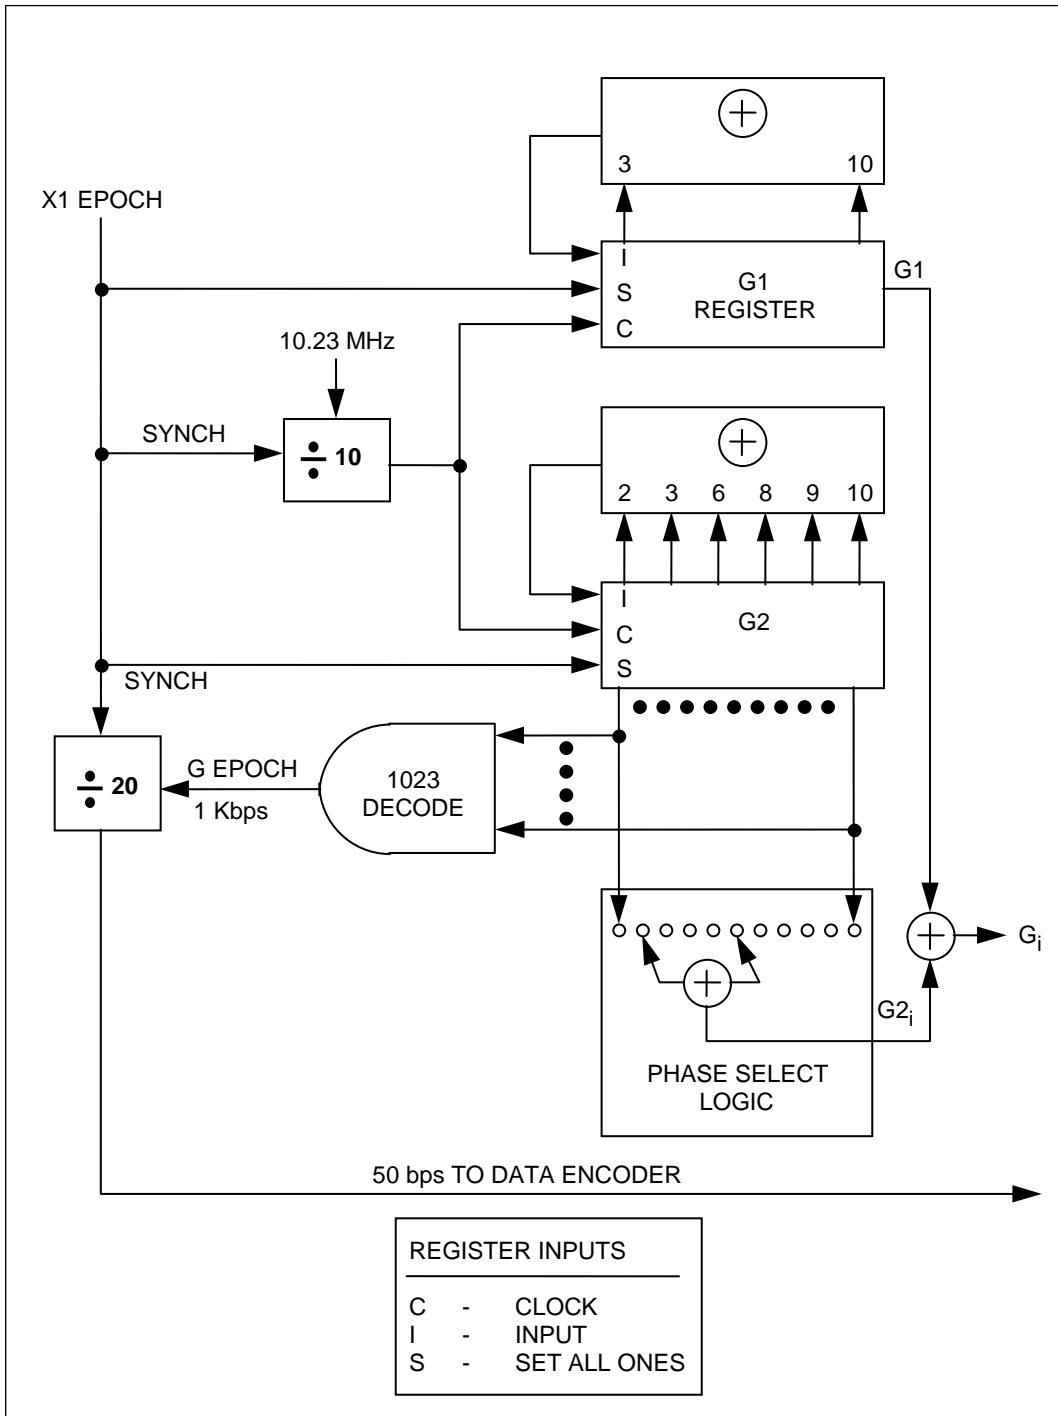 3 10
X1 EPOCH
I
S
C
G1
REGISTER
G1
10.23 MHz
SYNCH
÷ 10
2 3 6 8 9 10
I
C
S
G2
SYNCH
÷ 20
G EPOCH
1 Kbps
1023
DECODE
Gi
G2i
PHASE SELECT
LOGIC
50 bps TO DATA ENCODER
REGISTER INPUTS
C - CLOCK
I - INPUT
S - SET ALL ONES